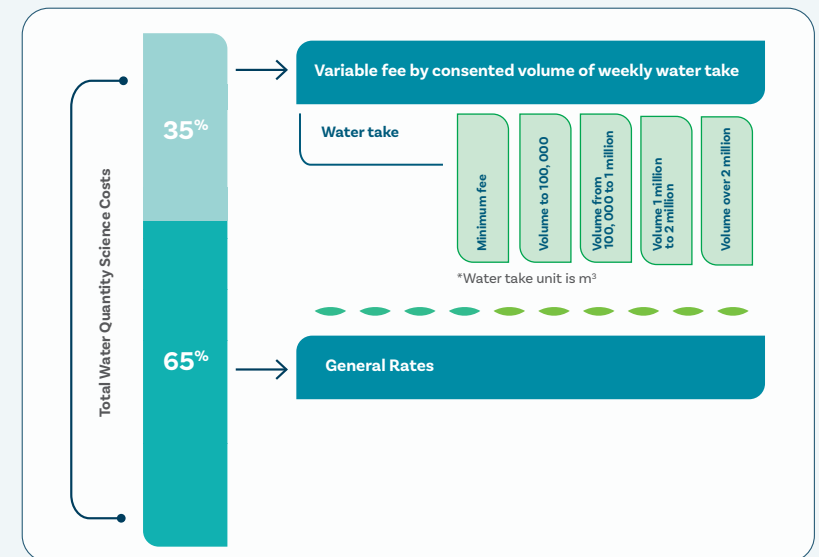 Total Water Quantity Science Costs
35%
Variable fee by consented volume of weekly water take
Water take
Minimum fee
Volume to 100, 000
Volume from
100, 000 to 1 million
Volume 1 million
to 2 million
Volume over 2 million
*Water take unit is m³
65%
General Rates